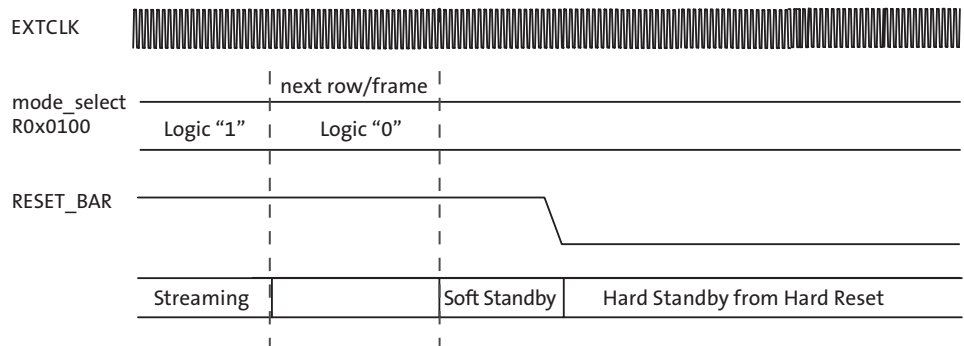 EXTCLK
next row/frame
mode_select
R0x0100
Logic “1”
Logic “0”
RESET_BAR
Streaming
Soft Standby
Hard Standby from Hard Reset